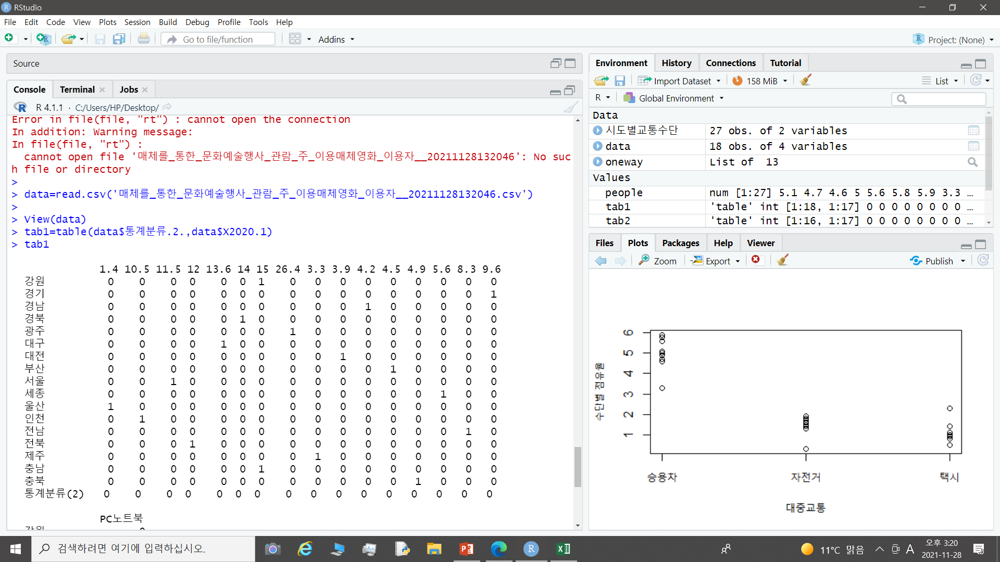 RStudio
File Edit Code View Plots Session Build Debug Profile Tools Help
Go to file/function
Addins
Project: (None)
Source
Console Terminal Jobs
R 4.1.1 · C:/Users/HP/Desktop/
Error in file(file, "rt") : cannot open the connection
In addition: Warning message:
In file(file, "rt") :
  cannot open file '매체를_통한_문화예술행사_관람_주_이용매체영화_이용자__20211128132046': No suc
h file or directory
>
> data=read.csv('매체를_통한_문화예술행사_관람_주_이용매체영화_이용자__20211128132046.csv')
>
> View(data)
> tab1=table(data$통계분류.2.,data$X2020.1)
> tab1
1.4 10.5 11.5 12 13.6 14 15 26.4 3.3 3.9 4.2 4.5 4.9 5.6 8.3 9.6
강원 0 0 0 0 0 0 1 0 0 0 0 0 0 0 0 0
경기 0 0 0 0 0 0 0 0 0 0 0 0 0 0 0 1
경남 0 0 0 0 0 0 0 0 0 0 1 0 0 0 0 0
경북 0 0 0 0 0 1 0 0 0 0 0 0 0 0 0 0
광주 0 0 0 0 0 0 0 1 0 0 0 0 0 0 0 0
대구 0 0 0 0 1 0 0 0 0 0 0 0 0 0 0 0
대전 0 0 0 0 0 0 0 0 0 1 0 0 0 0 0 0
부산 0 0 0 0 0 0 0 0 0 0 0 1 0 0 0 0
서울 0 0 1 0 0 0 0 0 0 0 0 0 0 0 0 0
세종 0 0 0 0 0 0 0 0 0 0 0 0 0 1 0 0
울산 1 0 0 0 0 0 0 0 0 0 0 0 0 0 0 0
인천 0 1 0 0 0 0 0 0 0 0 0 0 0 0 0 0
전남 0 0 0 0 0 0 0 0 0 0 0 0 0 0 1 0
전북 0 0 0 1 0 0 0 0 0 0 0 0 0 0 0 0
제주 0 0 0 0 0 0 0 0 1 0 0 0 0 0 0 0
충남 0 0 0 0 0 0 1 0 0 0 0 0 0 0 0 0
충북 0 0 0 0 0 0 0 0 0 0 0 0 1 0 0 0
통계분류(2) 0 0 0 0 0 0 0 0 0 0 0 0 0 0 0 0
PC노트북
Environment History Connections Tutorial
Import Dataset 158 MiB List
R Global Environment
Data
시도별교통수단 27 obs. of 2 variables
data 18 obs. of 4 variables
oneway List of  13
Values
people num [1:27] 5.1 4.7 4.6 5 5.6 5.8 5.9 3.3 …
tab1 'table' int [1:18, 1:17] 0 0 0 0 0 0 0 0 …
tab2 'table' int [1:16, 1:17] 0 0 0 0 0 0 0 0 …
Files Plots Packages Help Viewer
Zoom Export Publish
6
5
4
3
2
1
수단별 점유율
승용차 자전거 택시
대중교통
검색하려면 여기에 입력하십시오.
11°C 맑음
A
오후 3:20
2021-11-28